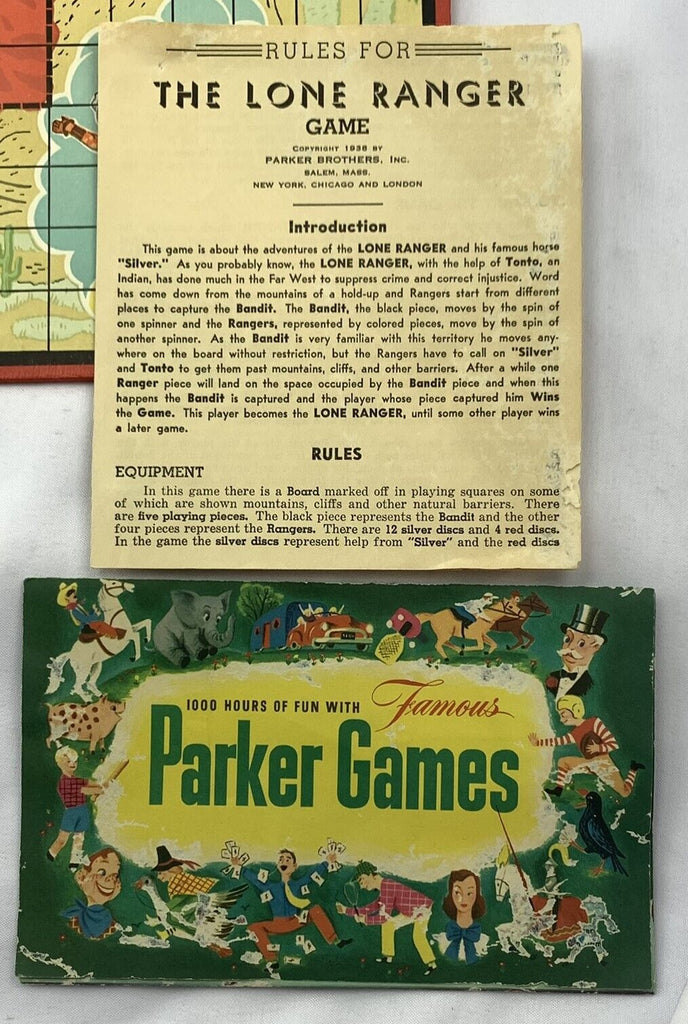 RULES FOR
THE LONE RANGER
GAME
COPYRIGHT 1938 BY
PARKER BROTHERS, INC.
SALEM, MASS.
NEW YORK, CHICAGO AND LONDON
Introduction
This game is about the adventures of the LONE RANGER and his famous horse
"Silver." As you probably know, the LONE RANGER, with the help of Tonto, an
Indian, has done much in the Far West to suppress crime and correct injustice. Word
has come down from the mountains of a hold-up and Rangers start from different
places to capture the Bandit. The Bandit, the black piece, moves by the spin of
one spinner and the Rangers, represented by colored pieces, move by the spin of
another spinner. As the Bandit is very familiar with this territory he moves any-
where on the board without restriction, but the Rangers have to call on "Silver"
and Tonto to get them past mountains, cliffs, and other barriers. After a while one
Ranger piece will land on the space occupied by the Bandit piece and when this
happens the Bandit is captured and the player whose piece captured him Wins
the Game. This player becomes the LONE RANGER, until some other player wins
a later game.
RULES
EQUIPMENT
In this game there is a Board marked off in playing squares on some
of which are shown mountains, cliffs and other natural barriers. There
are five playing pieces. The black piece represents the Bandit and the other
four pieces represent the Rangers. There are 12 silver discs and 4 red discs.
In the game the silver discs represent help from "Silver" and the red discs
1000 HOURS OF FUN WITH Famous
Parker Games